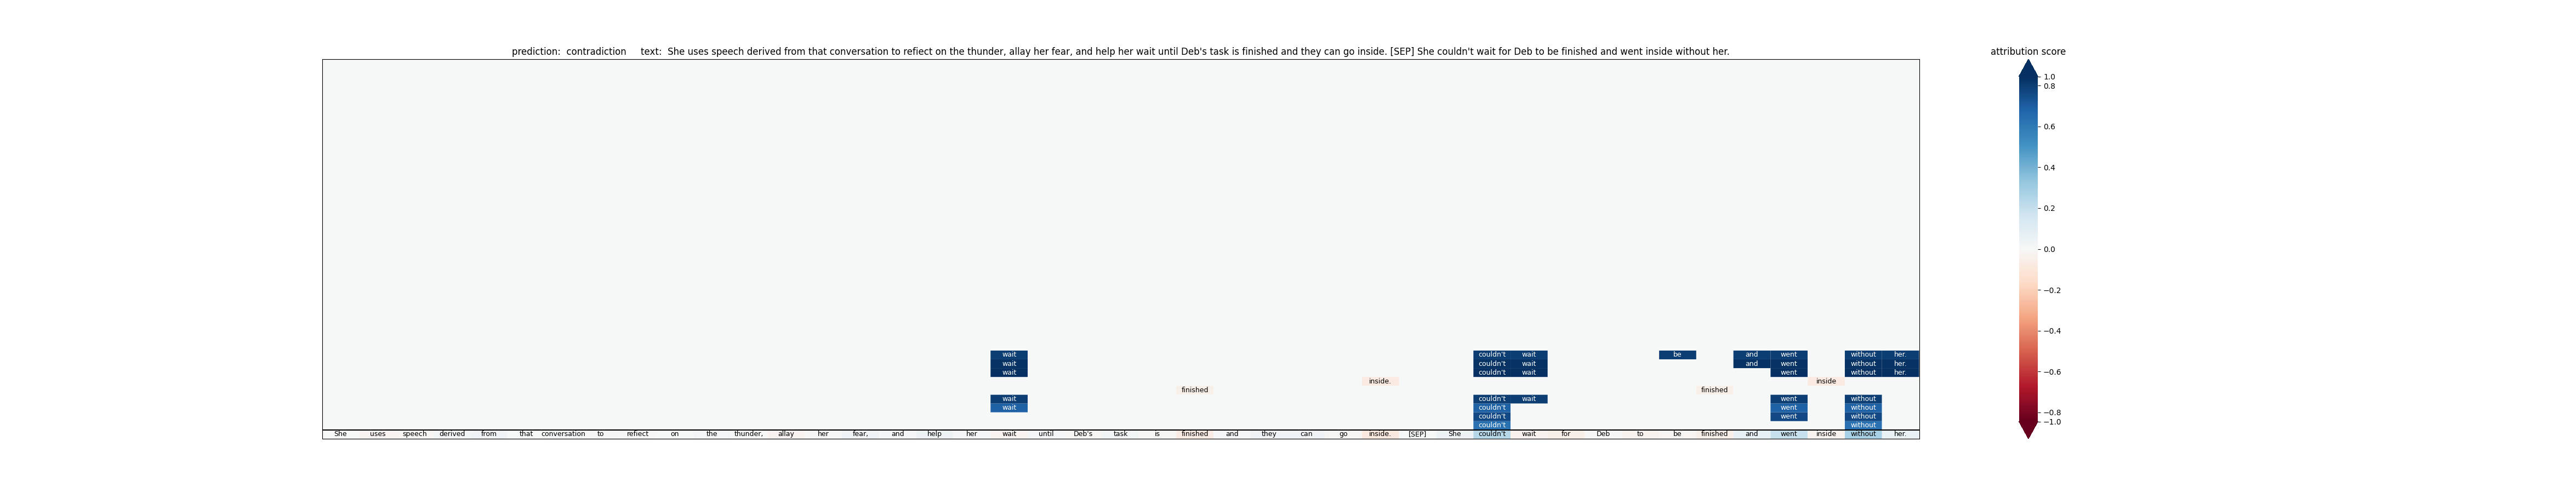 prediction:  contradiction     text:  She uses speech derived from that conversation to reflect on the thunder, allay her fear, and help her wait until Deb's task is finished and they can go inside. [SEP] She couldn't wait for Deb to be finished and went inside without her.
attribution score
1.0
0.8
0.6
0.4
0.2
0.0
−0.2
−0.4
−0.6
−0.8
−1.0
wait couldn't wait be and went without her.
wait couldn't wait and went without her.
wait couldn't wait went without her.
inside. inside
finished finished
wait couldn't wait went without
wait couldn't went without
couldn't went without
couldn't without
She uses speech derived from that conversation to reflect on the thunder, allay her fear, and help her wait until Deb's task is finished and they can go inside. [SEP] She couldn't wait for Deb to be finished and went inside without her.